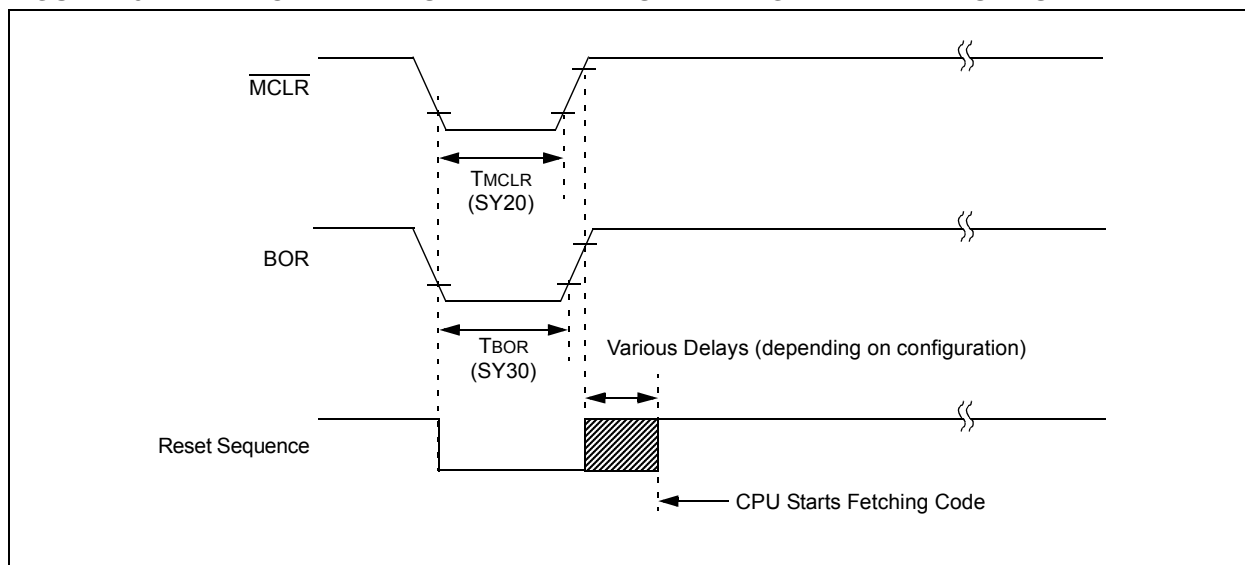 MCLR
TMCLR
(SY20)
BOR
TBOR
(SY30)
Various Delays (depending on configuration)
Reset Sequence
CPU Starts Fetching Code